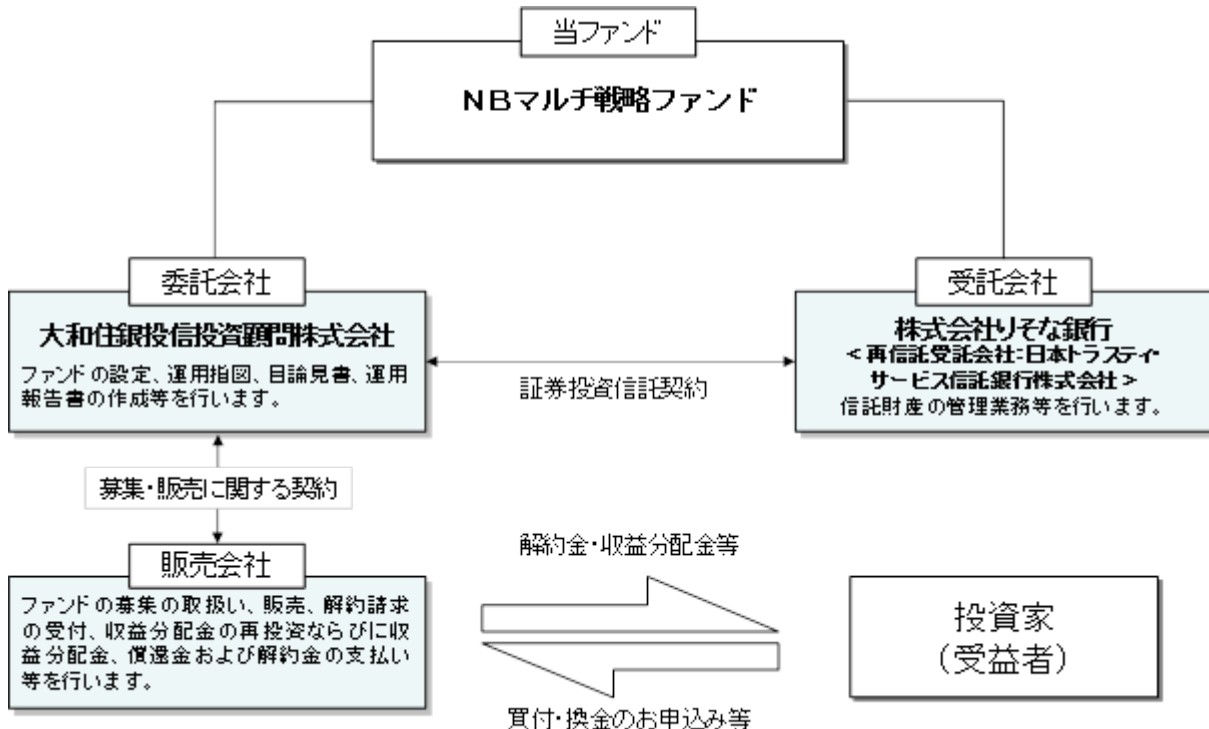 当ファンド
NBマルチ戦略ファンド
委託会社
大和住銀投信投資顧問株式会社
ファンドの設定、運用指図、目論見書、運用
報告書の作成等を行います。
証券投資信託契約
受託会社
株式会社りそな銀行
<再信託受託会社:日本トラスティ・
サービス信託銀行株式会社>
信託財産の管理業務等を行います。
募集・販売に関する契約
販売会社
ファンドの募集の取扱い、販売、解約請求
の受付、収益分配金の再投資ならびに収
益分配金、償還金および解約金の支払い
等を行います。
解約金・収益分配金等
買付・換金のお申込み等
投資家
(受益者)